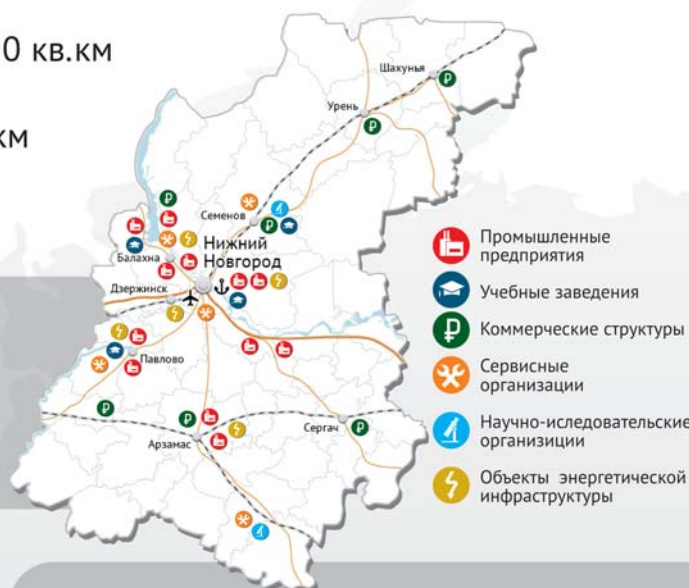 0 кв.км
км
Шахунья
Урень
Семенов
Нижний
Новгород
Балахна
Дзержинск
Павлово
Арзамас
Сергач
Промышленные
предприятия
Учебные заведения
Коммерческие структуры
Сервисные
организации
Научно-иследовательские
организиции
Объекты энергетической
инфраструктуры